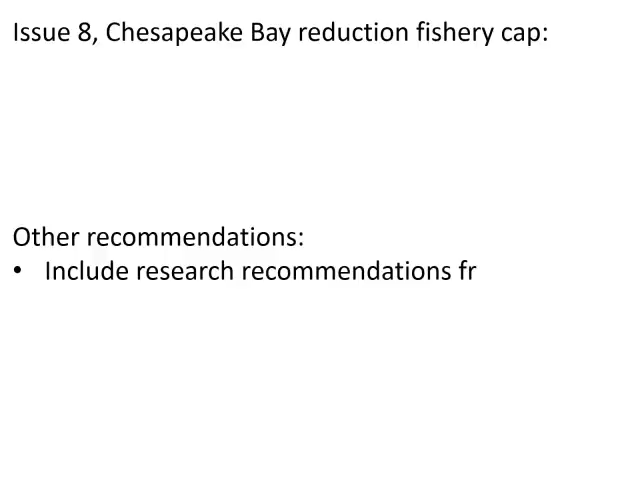 Issue 8, Chesapeake Bay reduction fishery cap:
Other recommendations:
• Include research recommendations fr